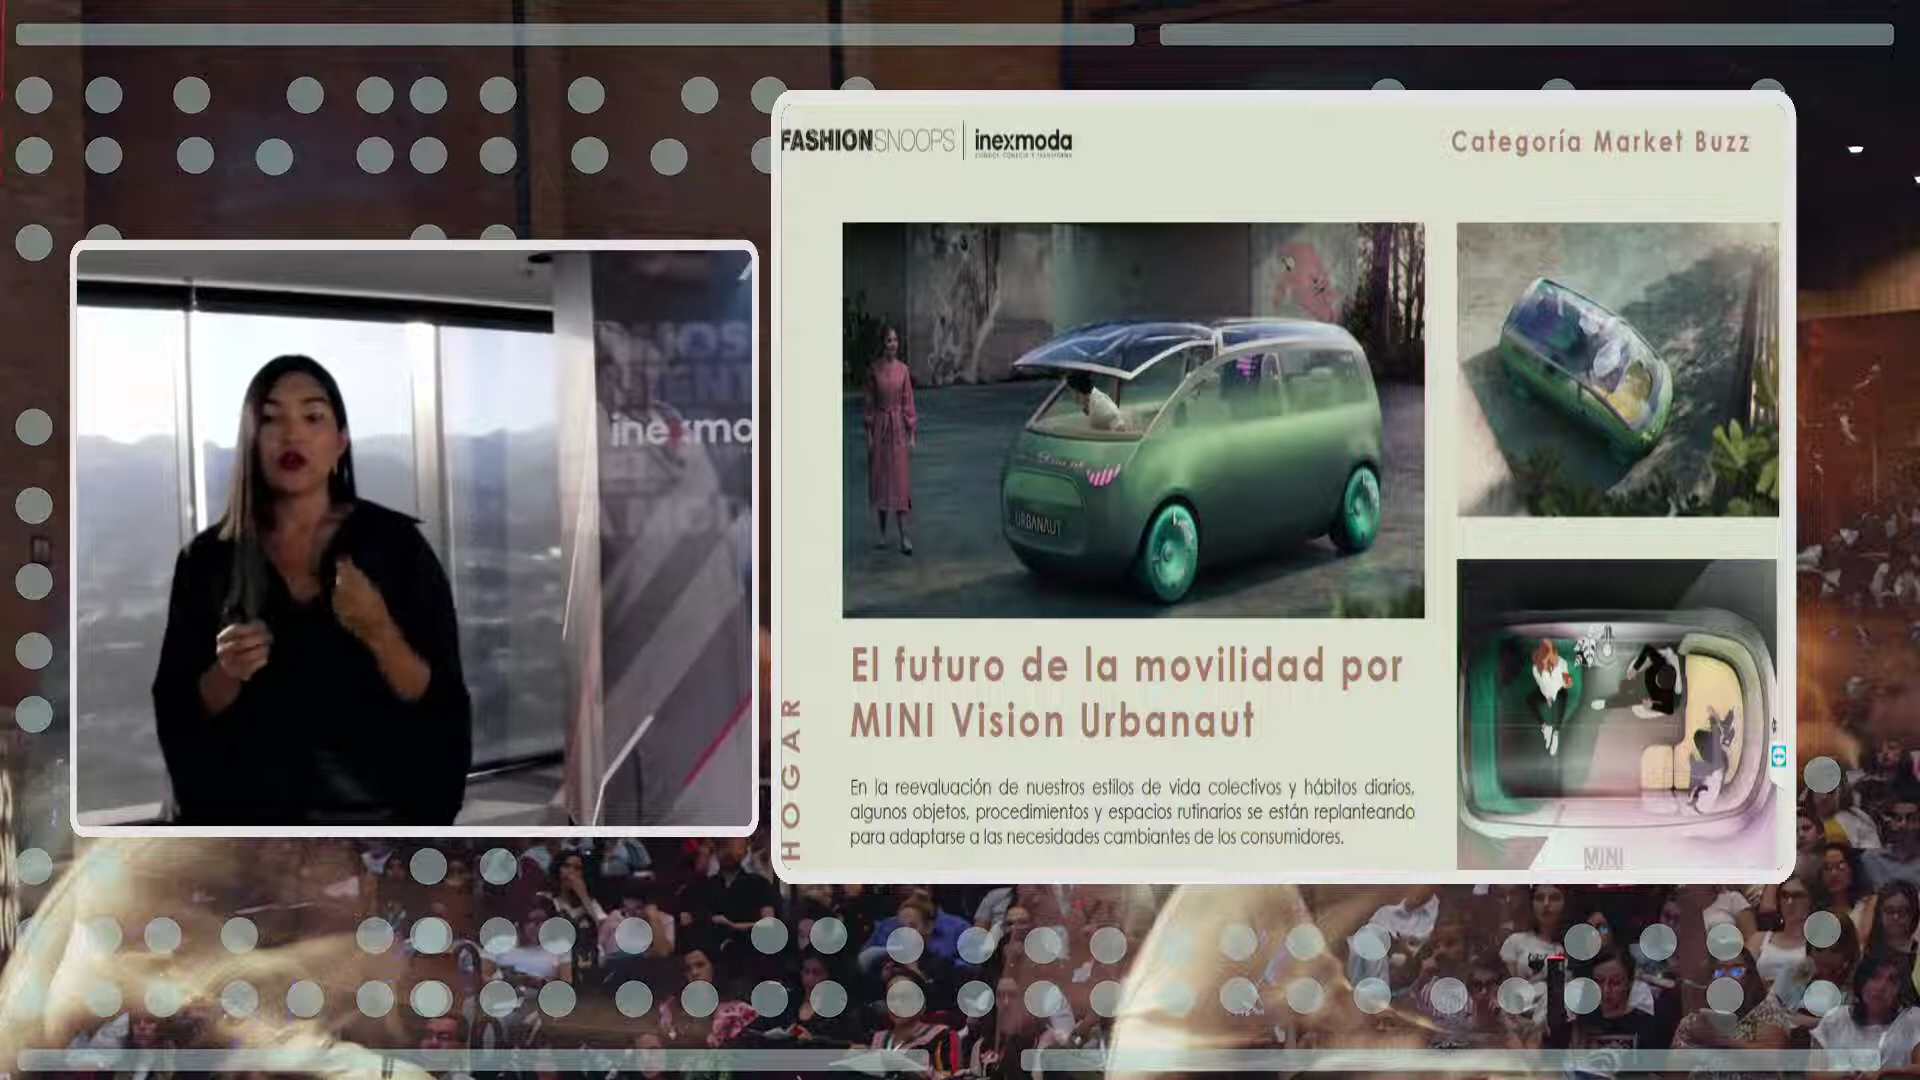 FASHIONSNOOPS
inexmoda
Categoría Market Buzz
inexmo
URBANAUT
El futuro de la movilidad por
MINI Vision Urbanaut
En la reevaluación de nuestros estilos de vida colectivos y hábitos diarios,
algunos objetos, procedimientos y espacios rutinarios se están replanteando
para adaptarse a las necesidades cambiantes de los consumidores.
HOGAR
MINI